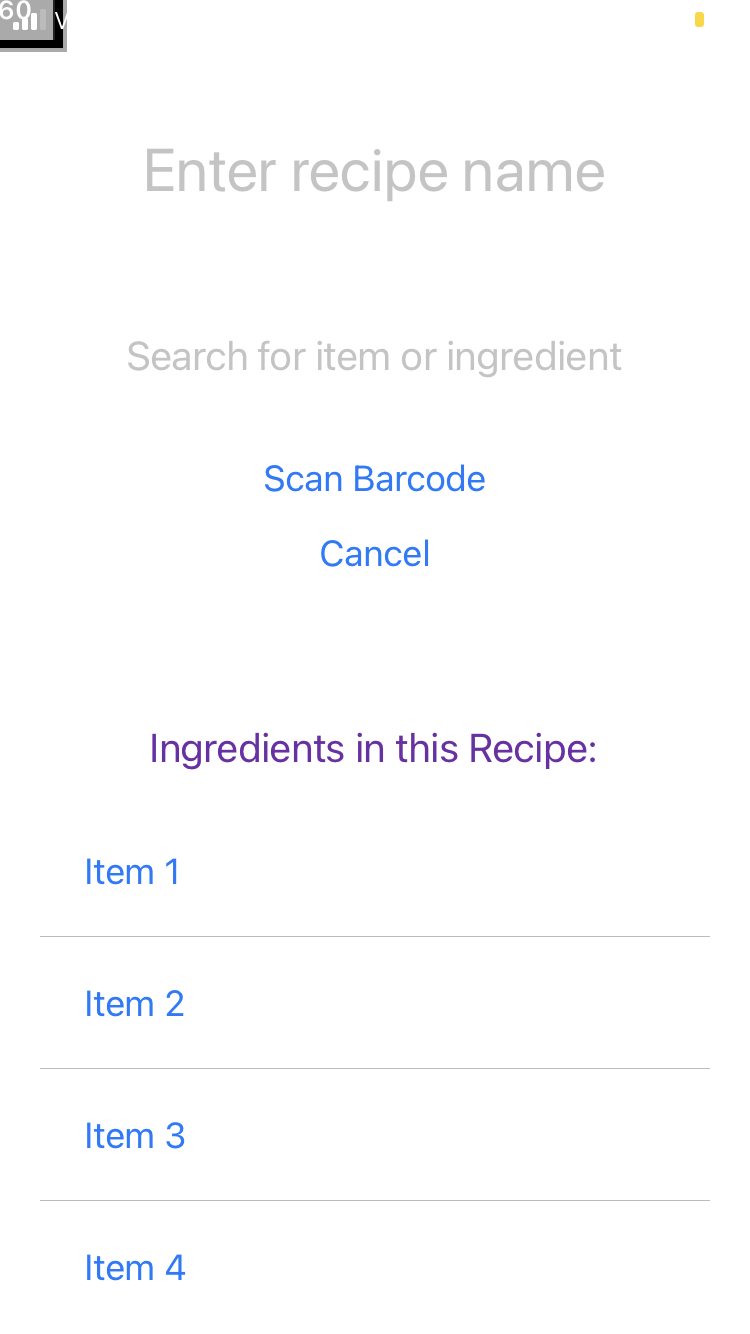 60
Enter recipe name
Search for item or ingredient
Scan Barcode
Cancel
Ingredients in this Recipe:
Item 1
Item 2
Item 3
Item 4